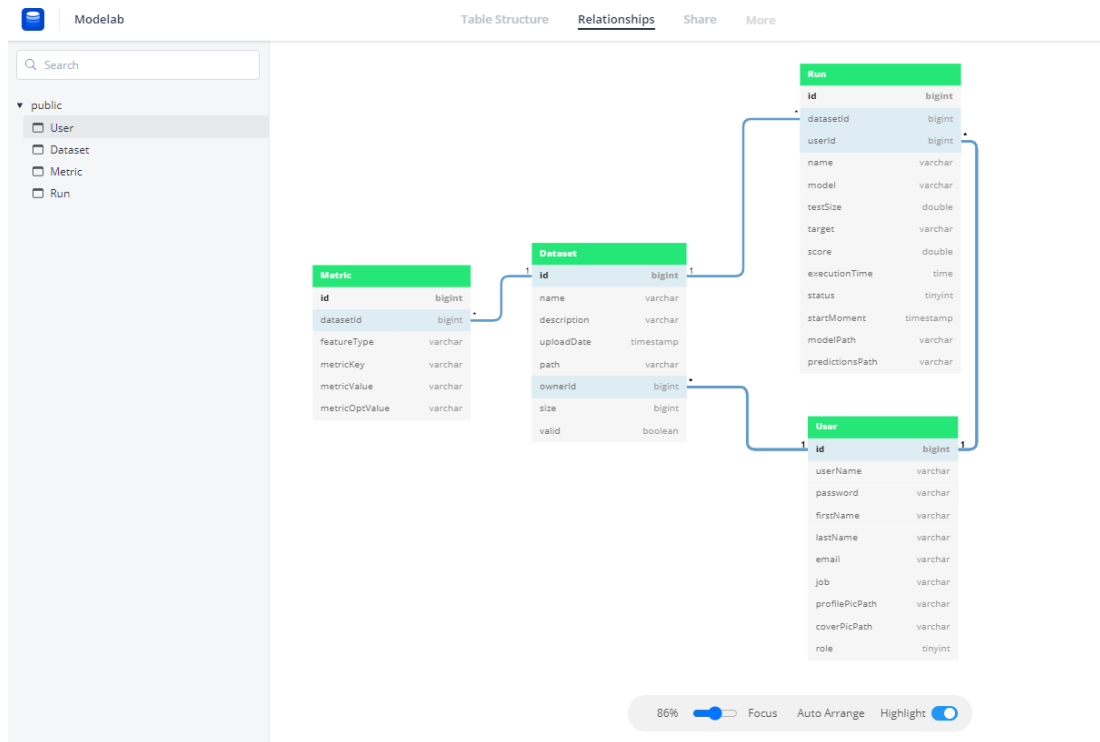 Modelab
Table Structure Relationships Share More
Search
public
User
Dataset
Metric
Run
Run
id bigint
datasetId bigint
userId bigint
name varchar
model varchar
testSize double
target varchar
score double
executionTime time
status tinyint
startMoment timestamp
modelPath varchar
predictionsPath varchar
Dataset
1 id bigint 1
name varchar
description varchar
uploadDate timestamp
path varchar
ownerId bigint
size bigint
valid boolean
Metric
id bigint
datasetId bigint
featureType varchar
metricKey varchar
metricValue varchar
metricOptValue varchar
User
1 id bigint 1
userName varchar
password varchar
firstName varchar
lastName varchar
email varchar
job varchar
profilePicPath varchar
coverPicPath varchar
role tinyint
86% Focus Auto Arrange Highlight